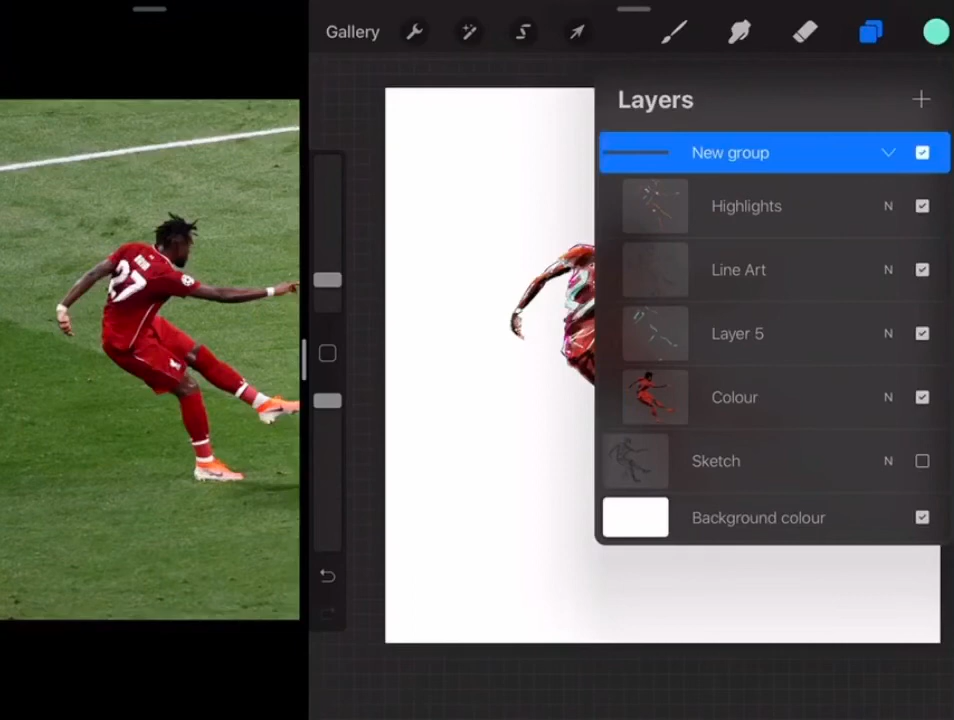 Gallery
Layers
New group
Highlights N
Line Art N
Layer 5 N
Colour N
Sketch N
Background colour
27